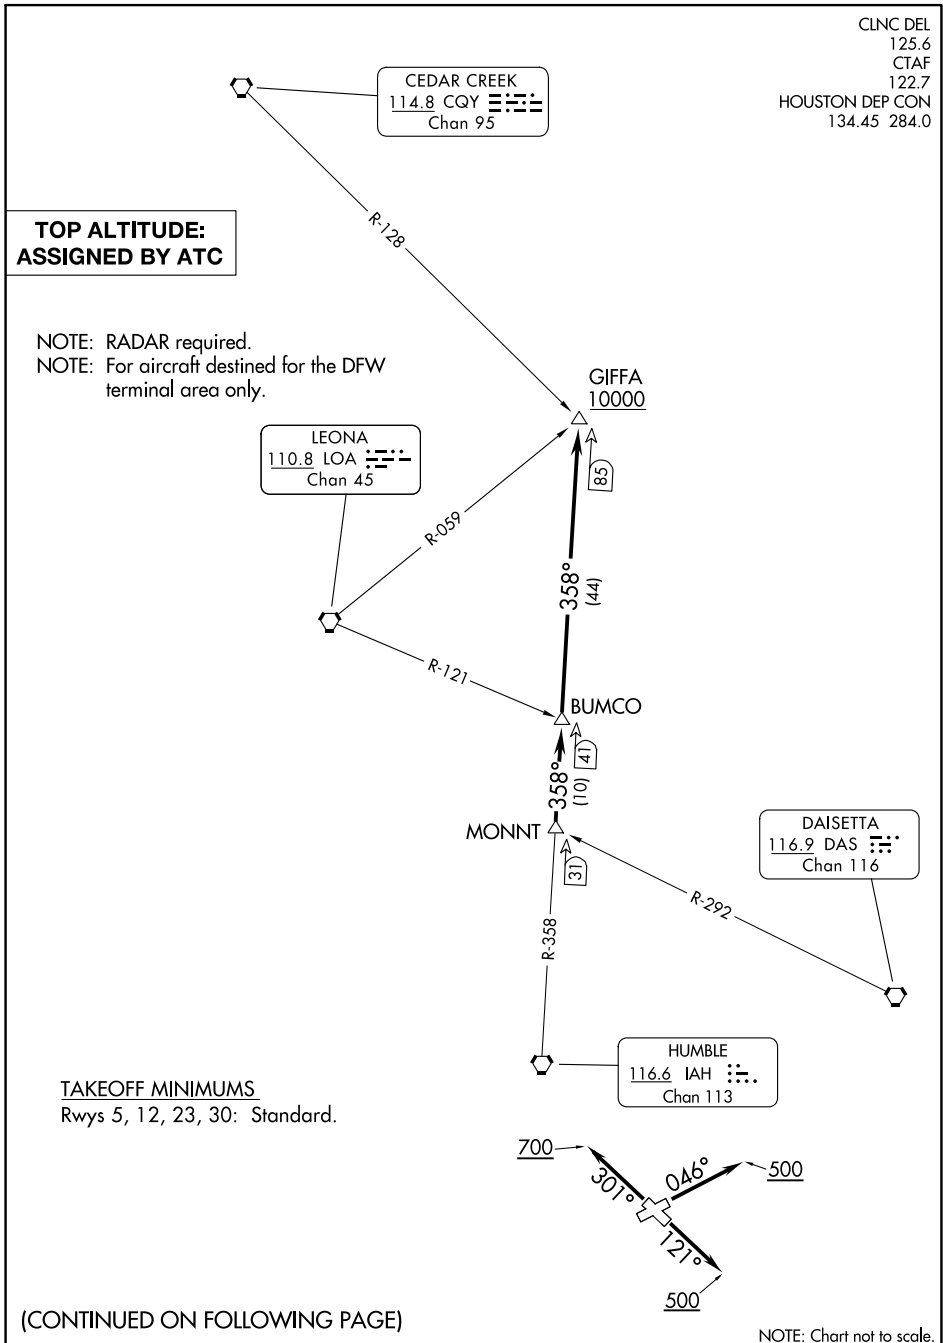 CLNC DEL
125.6
CTAF
122.7
HOUSTON DEP CON
134.45 284.0
CEDAR CREEK
114.8 CQY
Chan 95
R-128
TOP ALTITUDE:
ASSIGNED BY ATC
NOTE: RADAR required.
NOTE: For aircraft destined for the DFW
terminal area only.
GIFFA
10000
LEONA
110.8 LOA
Chan 45
85
R-059
358°
(44)
R-121
BUMCO
41
358°
(10)
MONNT
31
DAISETTA
116.9 DAS
Chan 116
R-292
R-358
HUMBLE
116.6 IAH
Chan 113
TAKEOFF MINIMUMS
Rwys 5, 12, 23, 30: Standard.
700
301°
046°
500
121°
500
(CONTINUED ON FOLLOWING PAGE)
NOTE: Chart not to scale.